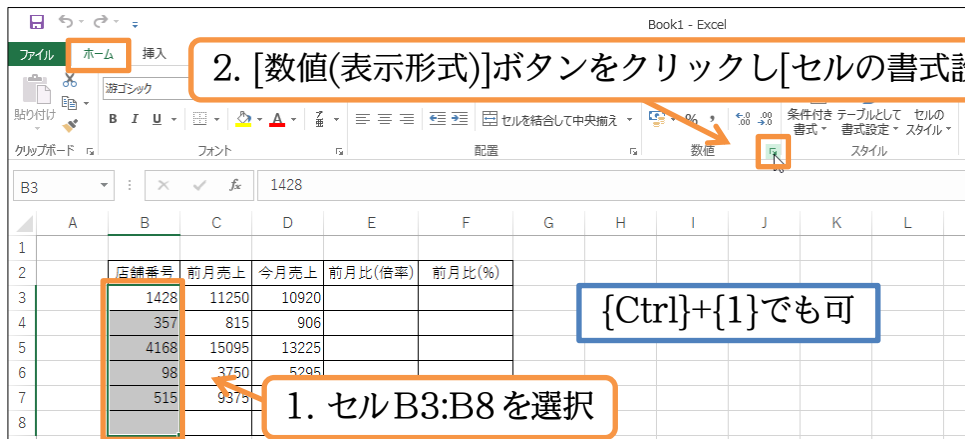 Book1 - Excel
ファイル ホーム 挿入
2. [数値(表示形式)]ボタンをクリックし[セルの書式設
貼り付け 游ゴシック
B I U A セルを結合して中央揃え % , 条件付き 書式 テーブルとして 書式設定 セルの スタイル
クリップボード フォント 配置 数値 スタイル
B3 fx 1428
A B C D E F G H I J K L
1
2 店舗番号 前月売上 今月売上 前月比(倍率) 前月比(%)
3 1428 11250 10920
4 357 815 906
5 4168 15095 13225
6 98 3750 5295
7 515 9375
8
{Ctrl}+{1}でも可
1. セルB3:B8を選択